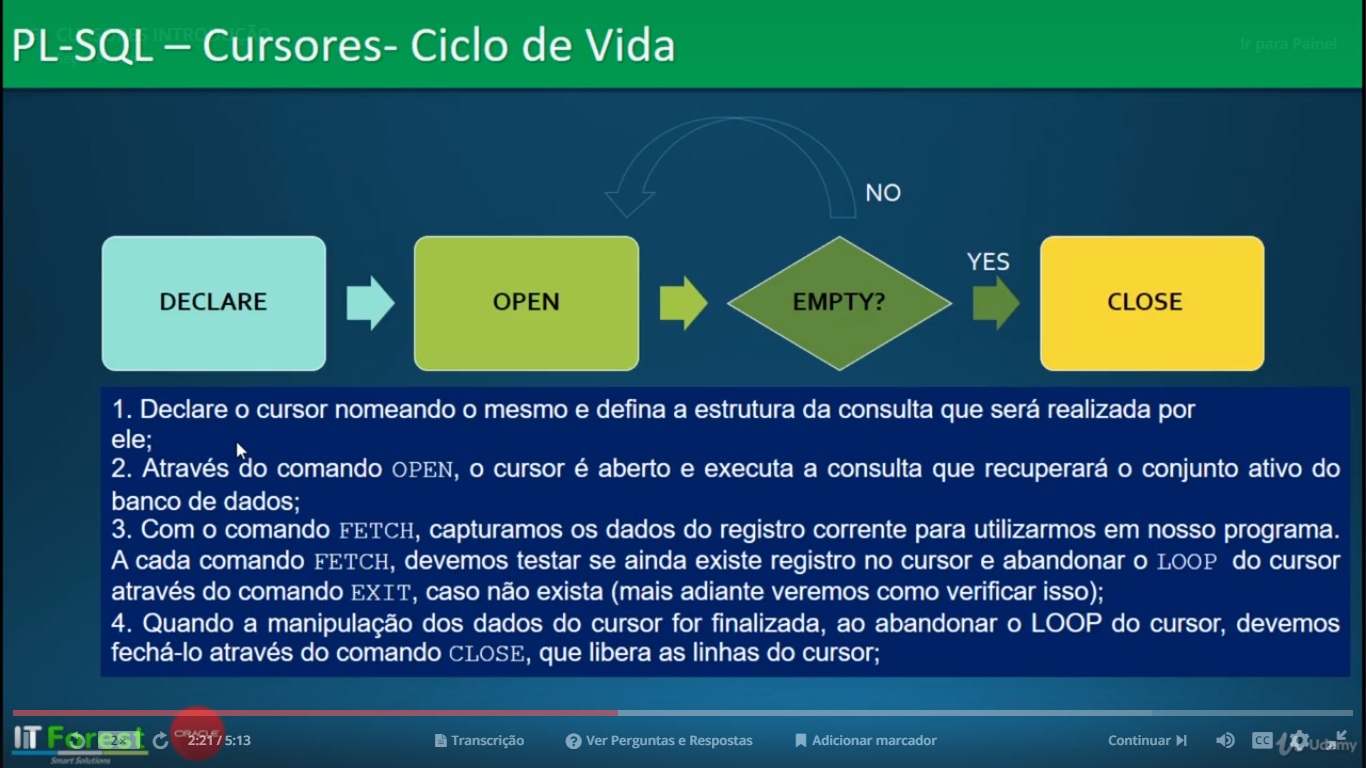 PL-SQL – Cursores- Ciclo de Vida
Ir para Painel
NO
YES
DECLARE
OPEN
EMPTY?
CLOSE
1. Declare o cursor nomeando o mesmo e defina a estrutura da consulta que será realizada por
ele;
2. Através do comando OPEN, o cursor é aberto e executa a consulta que recuperará o conjunto ativo do
banco de dados;
3. Com o comando FETCH, capturamos os dados do registro corrente para utilizarmos em nosso programa.
A cada comando FETCH, devemos testar se ainda existe registro no cursor e abandonar o LOOP do cursor
através do comando EXIT, caso não exista (mais adiante veremos como verificar isso);
4. Quando a manipulação dos dados do cursor for finalizada, ao abandonar o LOOP do cursor, devemos
fechá-lo através do comando CLOSE, que libera as linhas do cursor;
IT Forest
Smart Solutions
2x
ORACLE
2:21 / 5:13
Transcrição
Ver Perguntas e Respostas
Adicionar marcador
Continuar
CC
Udemy